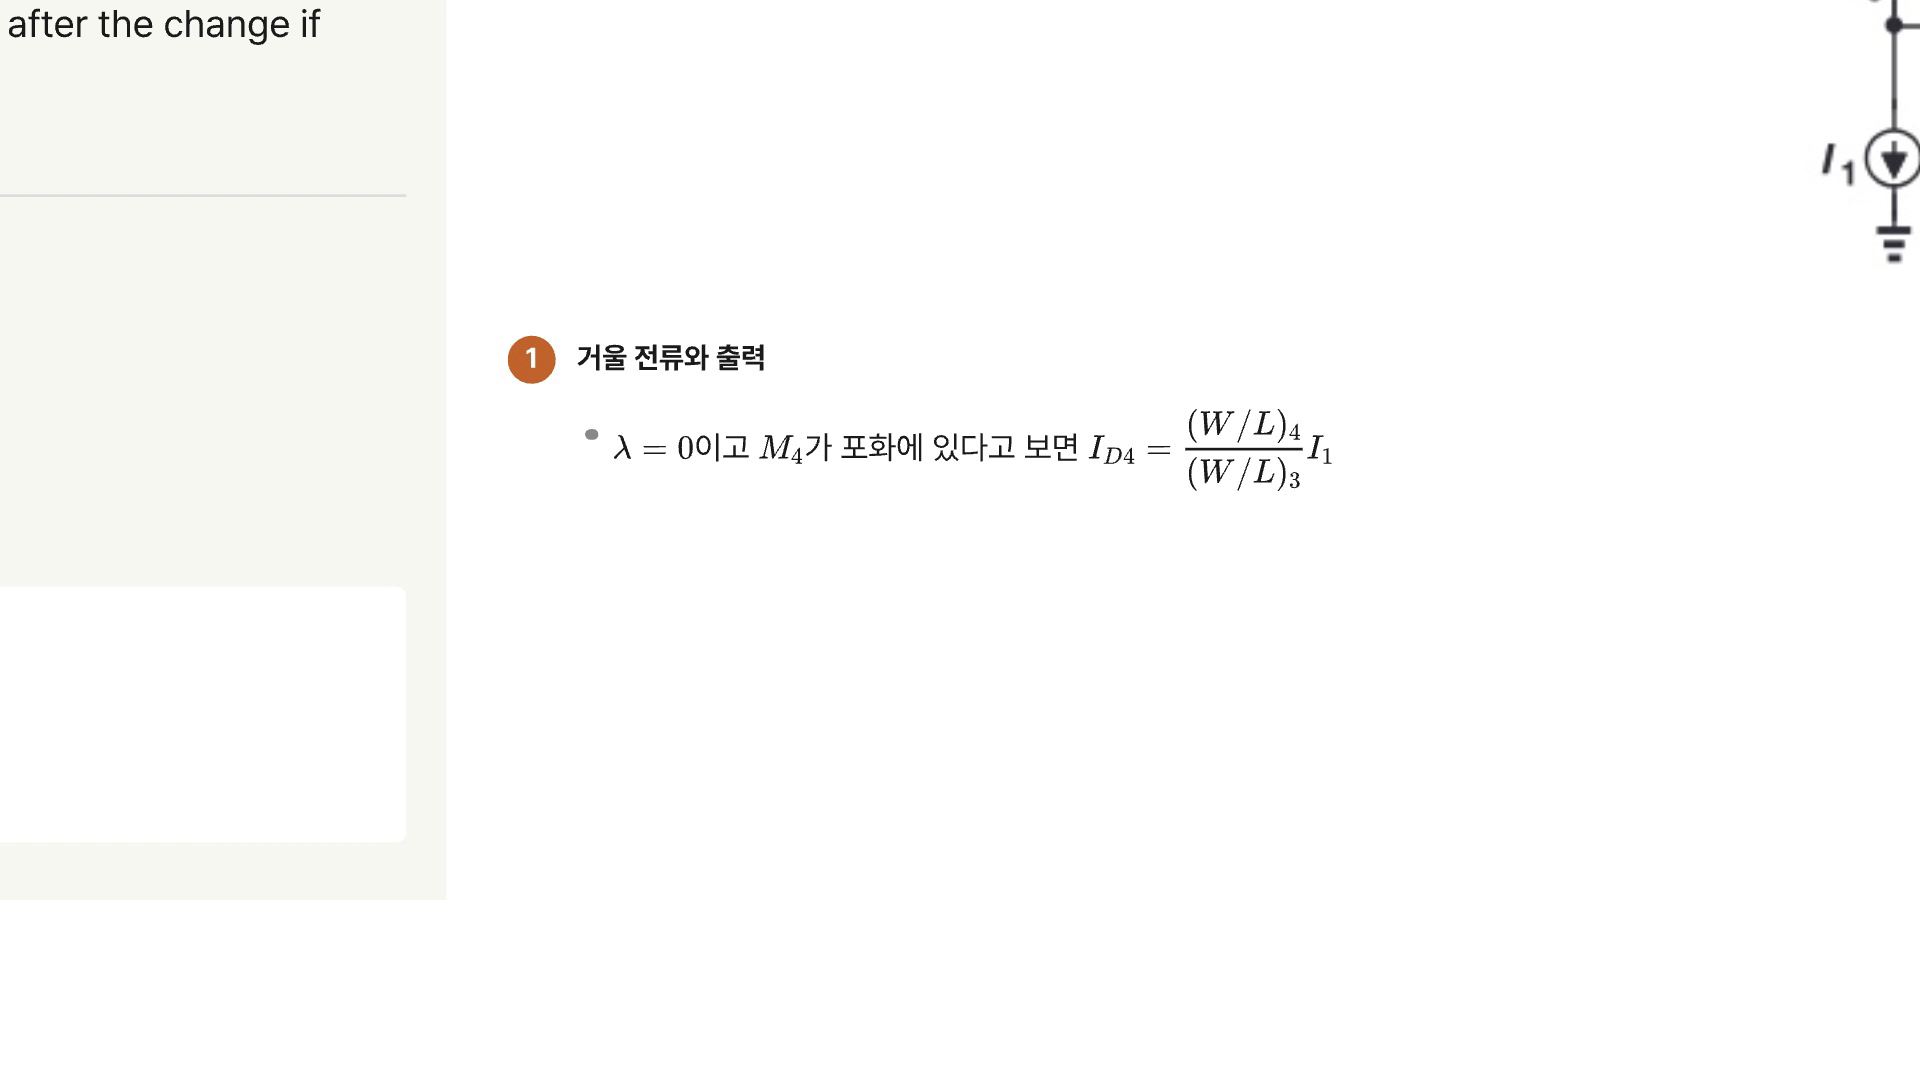 after the change if
I1
1 거울 전류와 출력
λ = 0이고 M4가 포화에 있다고 보면 ID4 = (W/L)4 / (W/L)3 I1